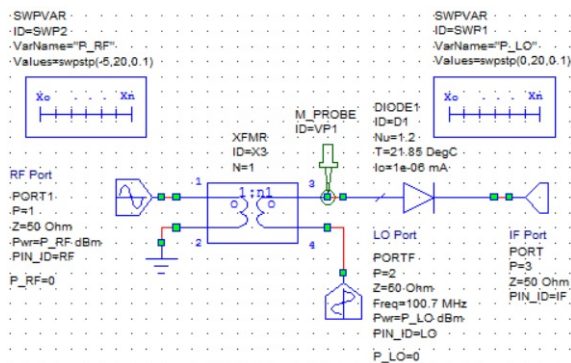 SWPVAR
ID=SWP2
VarName="P_RF"
Values=swpstp(-5,20,0.1)
Xo . . . Xn
SWPVAR
ID=SWP1
VarName="P_LO"
Values=swpstp(0,20,0.1)
Xo . . . Xn
M_PROBE
ID=VP1
DIODE1
ID=D1
Nu=1.2
T=21.85 DegC
Io=1e-06 mA
XFMR
ID=X3
N=1
RF Port
PORT1
P=1
Z=50 Ohm
Pwr=P_RF dBm
PIN_ID=RF
P_RF=0
1
1:n1
3
2
4
LO Port
PORTF
P=2
Z=50 Ohm
Freq=100.7 MHz
Pwr=P_LO dBm
PIN_ID=LO
P_LO=0
IF Port
PORT
P=3
Z=50 Ohm
PIN_ID=IF